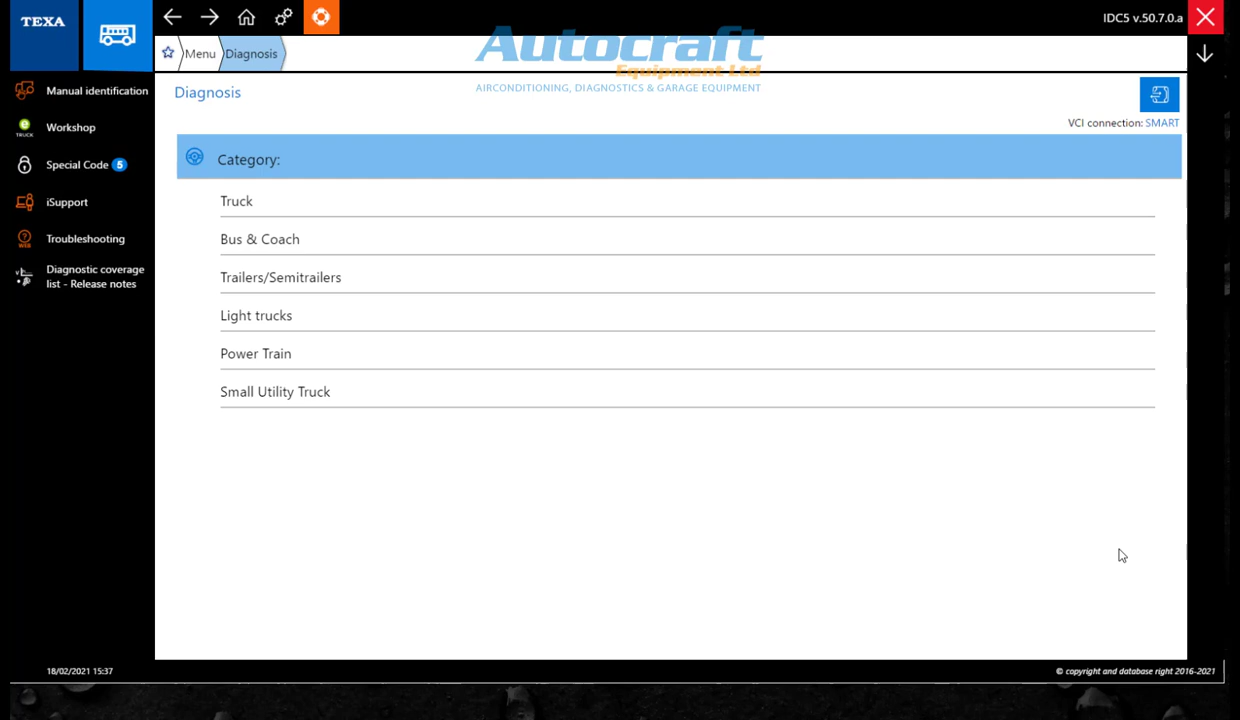 TEXA
IDC5 v.50.7.0.a
Menu
Diagnosis
Autocraft
Equipment Ltd
AIRCONDITIONING, DIAGNOSTICS & GARAGE EQUIPMENT
Manual identification
Workshop
TRUCK
Special Code 5
iSupport
Troubleshooting
WEB
Diagnostic coverage
list - Release notes
Diagnosis
VCI connection: SMART
Category:
Truck
Bus & Coach
Trailers/Semitrailers
Light trucks
Power Train
Small Utility Truck
18/02/2021 15:37
© copyright and database right 2016-2021